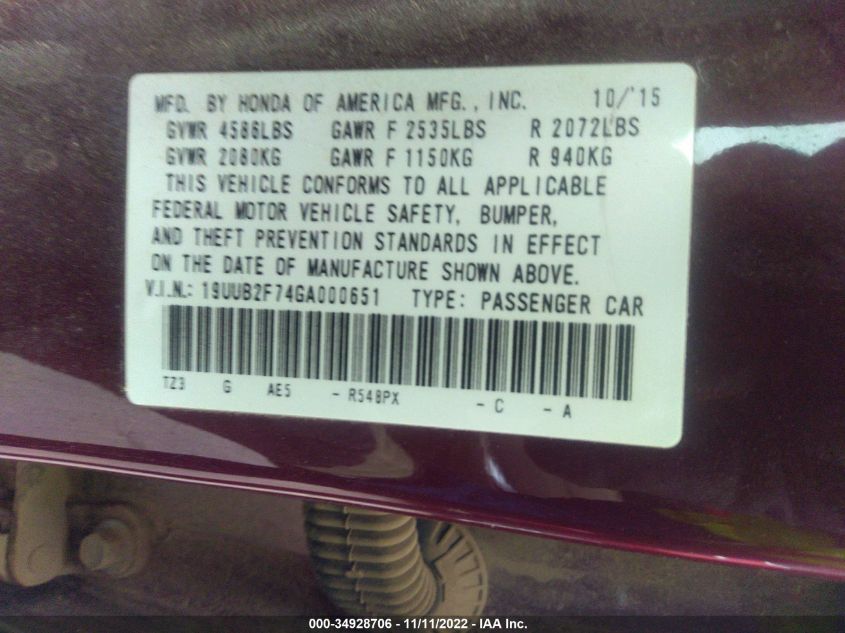 MFD. BY HONDA OF AMERICA MFG., INC. 10/'15
GVWR 4586LBS GAWR F 2535LBS R 2072LBS
GVWR 2080KG GAWR F 1150KG R 940KG
THIS VEHICLE CONFORMS TO ALL APPLICABLE
FEDERAL MOTOR VEHICLE SAFETY, BUMPER,
AND THEFT PREVENTION STANDARDS IN EFFECT
ON THE DATE OF MANUFACTURE SHOWN ABOVE.
V.I.N.: 19UUB2F74GA000651 TYPE: PASSENGER CAR
TZ3 G AE5 - R548PX - C - A
000-34928706 - 11/11/2022 - IAA Inc.